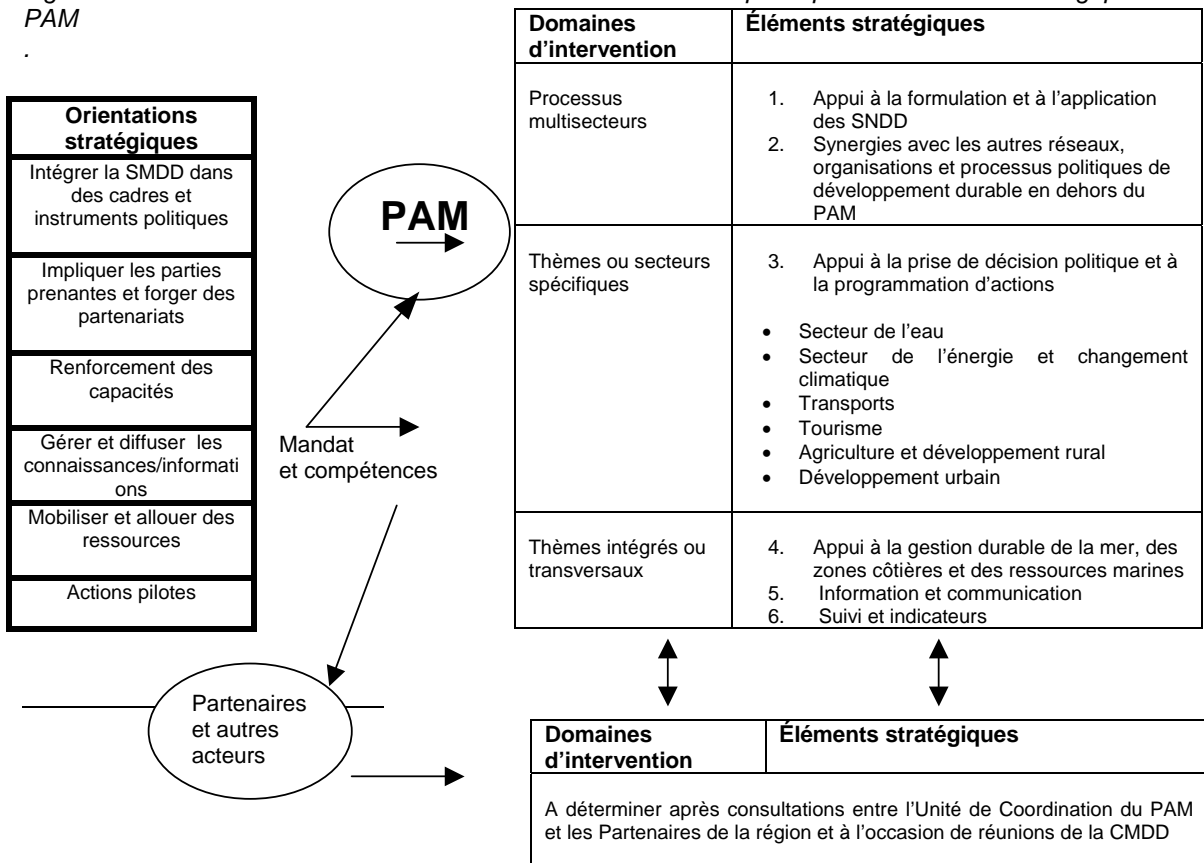 PAM
.
Orientations
stratégiques
Intégrer la SMDD dans
des cadres et
instruments politiques
Impliquer les parties
prenantes et forger des
partenariats
Renforcement des
capacités
Gérer et diffuser les
connaissances/informati
ons
Mobiliser et allouer des
ressources
Actions pilotes
PAM
Mandat
et compétences
Partenaires
et autres
acteurs
Domaines
d’intervention
Éléments stratégiques
Processus
multisecteurs
1. Appui à la formulation et à l’application
des SNDD
2. Synergies avec les autres réseaux,
organisations et processus politiques de
développement durable en dehors du
PAM
Thèmes ou secteurs
spécifiques
3. Appui à la prise de décision politique et à
la programmation d’actions
• Secteur de l’eau
• Secteur de l’énergie et changement
climatique
• Transports
• Tourisme
• Agriculture et développement rural
• Développement urbain
Thèmes intégrés ou
transversaux
4. Appui à la gestion durable de la mer, des
zones côtières et des ressources marines
5. Information et communication
6. Suivi et indicateurs
Domaines
d’intervention
Éléments stratégiques
A déterminer après consultations entre l’Unité de Coordination du PAM
et les Partenaires de la région et à l’occasion de réunions de la CMDD